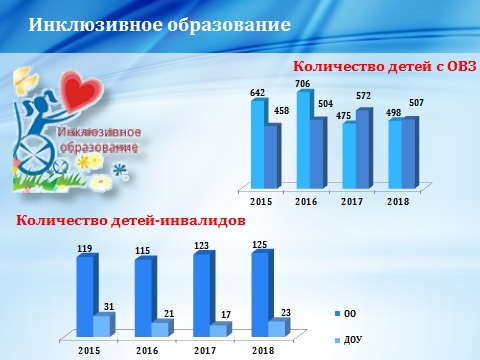 Инклюзивное образование
Количество детей с ОВЗ
Инклюзивное
образование
642
458
706
504
475
572
498
507
2015 2016 2017 2018
Количество детей-инвалидов
119
31
115
21
123
17
125
23
2015 2016 2017 2018
ОО
ДОУ